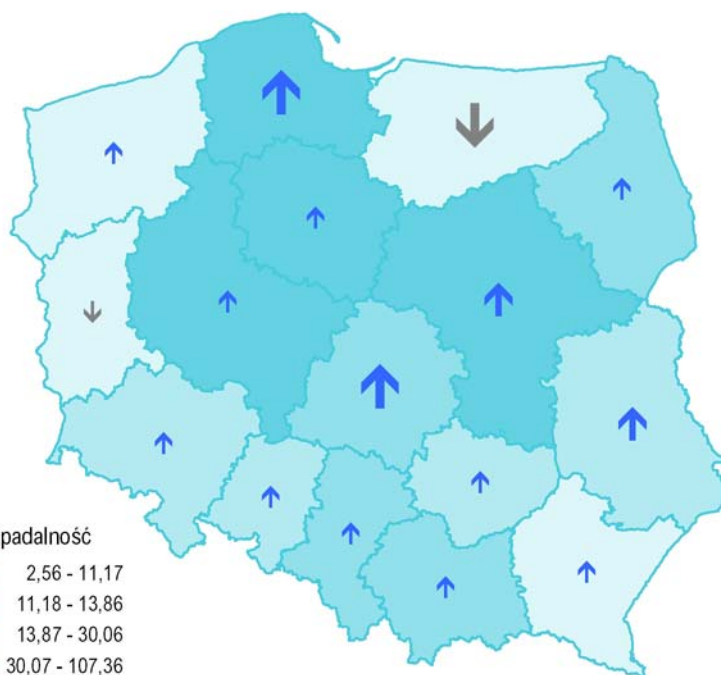 padalność
2,56 - 11,17
11,18 - 13,86
13,87 - 30,06
30,07 - 107,36